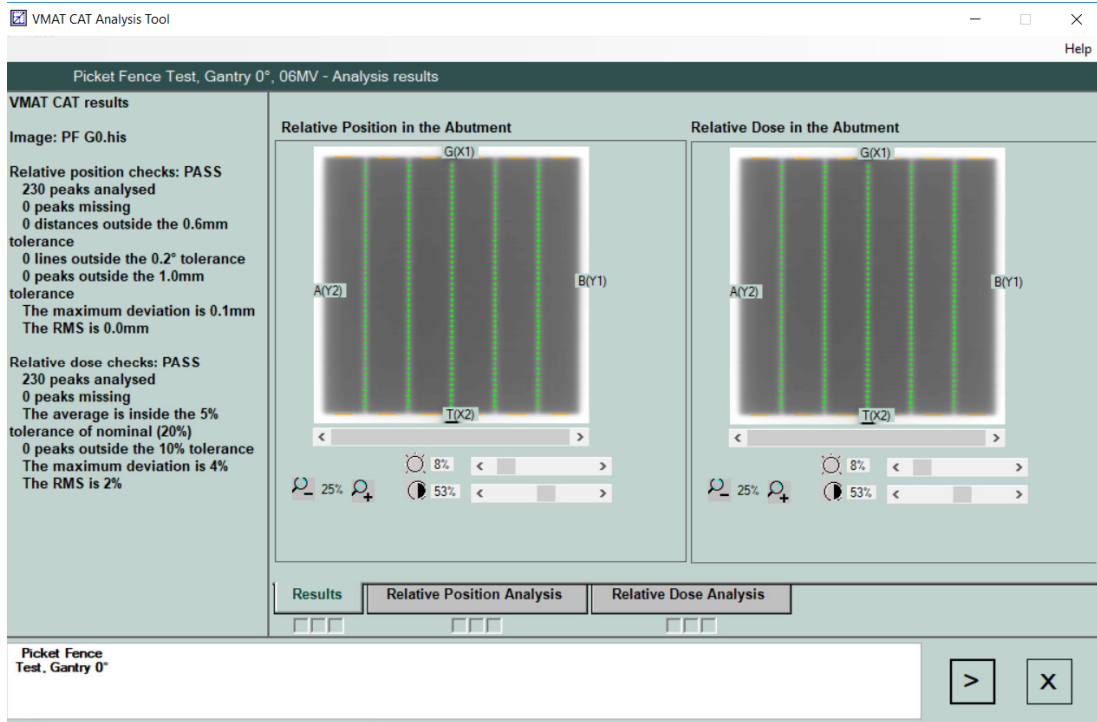 VMAT CAT Analysis Tool
Help
Picket Fence Test, Gantry 0°, 06MV - Analysis results
VMAT CAT results
Image: PF G0.his
Relative position checks: PASS
230 peaks analysed
0 peaks missing
0 distances outside the 0.6mm
tolerance
0 lines outside the 0.2° tolerance
0 peaks outside the 1.0mm
tolerance
The maximum deviation is 0.1mm
The RMS is 0.0mm
Relative dose checks: PASS
230 peaks analysed
0 peaks missing
The average is inside the 5%
tolerance of nominal (20%)
0 peaks outside the 10% tolerance
The maximum deviation is 4%
The RMS is 2%
Relative Position in the Abutment
G(X1)
A(Y2)
B(Y1)
T(X2)
8%
25%
53%
Relative Dose in the Abutment
G(X1)
A(Y2)
B(Y1)
T(X2)
8%
25%
53%
Results
Relative Position Analysis
Relative Dose Analysis
Picket Fence
Test, Gantry 0°
> X